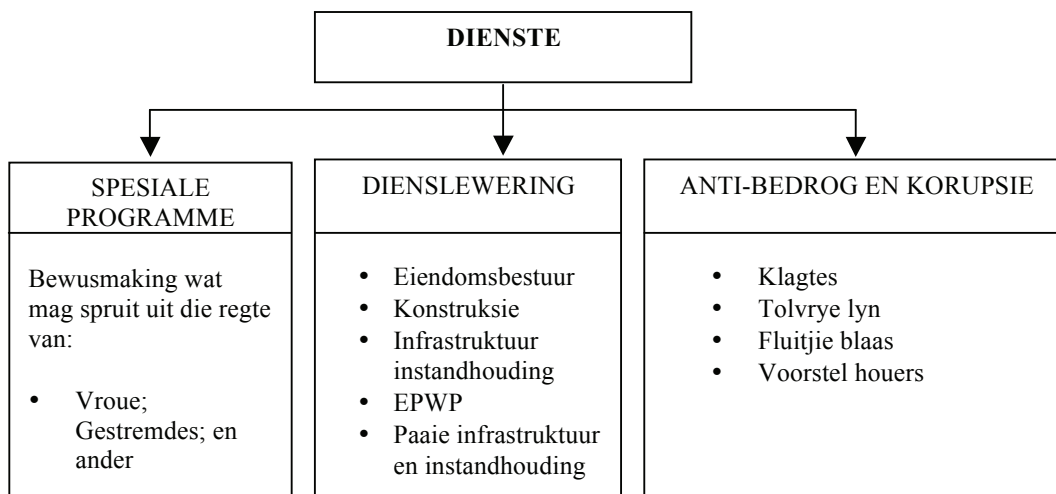 DIENSTE
SPESIALE
PROGRAMME
Bewusmaking wat
mag spruit uit die regte
van:
• Vroue;
Gestremdes; en
ander
DIENSLEWERING
• Eiendomsbestuur
• Konstruksie
• Infrastruktuur
instandhouding
• EPWP
• Paaie infrastruktuur
en instandhouding
ANTI-BEDROG EN KORUPSIE
• Klagtes
• Tolvrye lyn
• Fluitjie blaas
• Voorstel houers